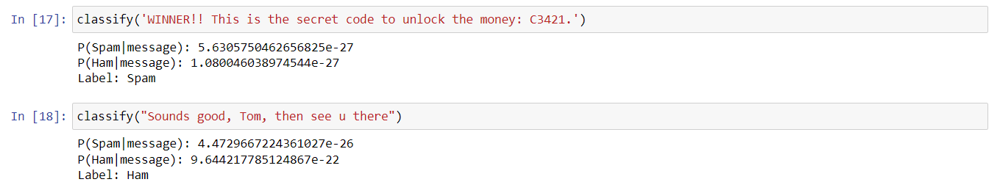 In [17]: classify('WINNER!! This is the secret code to unlock the money: C3421.')
P(Spam|message): 5.6305750462656825e-27
P(Ham|message): 1.080046038974544e-27
Label: Spam
In [18]: classify("Sounds good, Tom, then see u there")
P(Spam|message): 4.4729667224361027e-26
P(Ham|message): 9.644217785124867e-22
Label: Ham